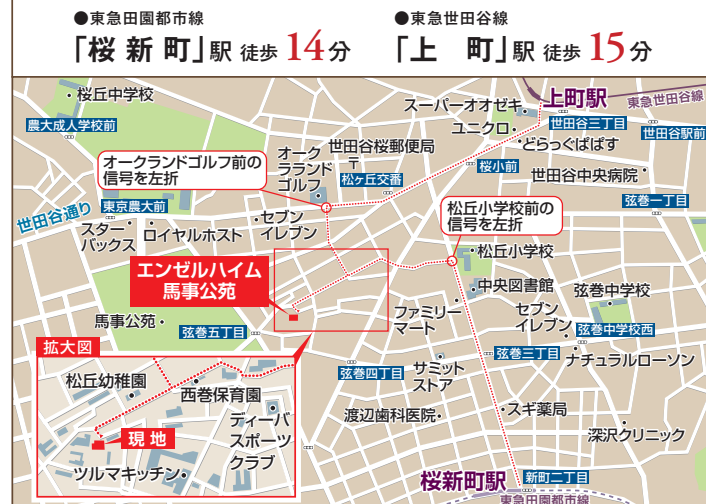 ●東急田園都市線
「桜新町」駅 徒歩14分
●東急世田谷線
「上 町」駅 徒歩15分
桜丘中学校
農大成人学校前
スーパーオオゼキ
上町駅
東急世田谷線
ユニクロ
世田谷三丁目
世田谷駅前
どらっぐぱぱす
オークランドゴルフ前の
信号を左折
オーク
ラランド
ゴルフ
世田谷桜郵便局
〒
松ヶ丘交番
桜小前
世田谷中央病院
弦巻一丁目
世田谷通り
東京農大前
スター
バックス
ロイヤルホスト
セブン
イレブン
松丘小学校前の
信号を左折
松丘小学校
エンゼルハイム
馬事公苑
中央図書館
弦巻中学校
馬事公苑
弦巻五丁目
ファミリー
マート
セブン
イレブン
弦巻中学校西
拡大図
弦巻四丁目
サミット
ストア
弦巻三丁目
ナチュラルローソン
松丘幼稚園
西巻保育園
ディーバ
スポーツ
クラブ
現地
ツルマキッチン
渡辺歯科医院
スギ薬局
深沢クリニック
桜新町駅
新町二丁目
東急田園都市線